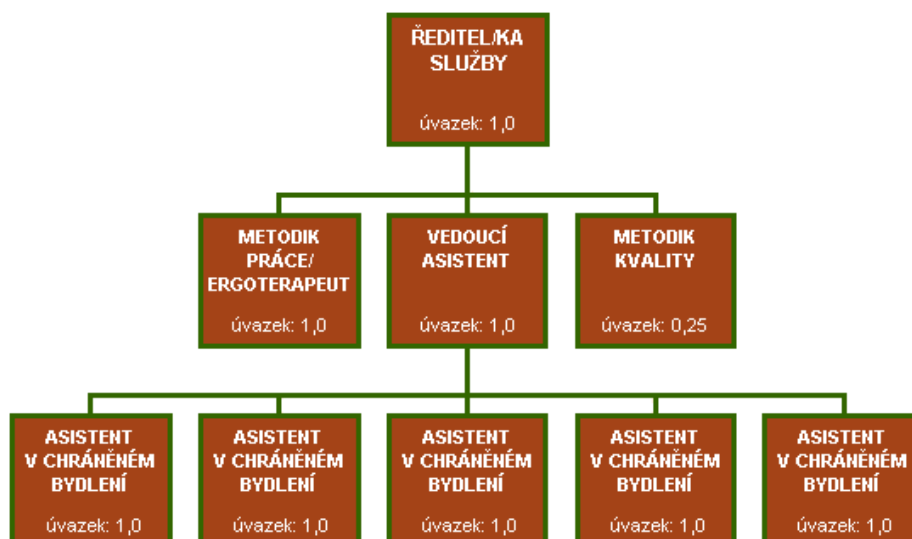 ŘEDITEL/KA
SLUŽBY
úvazek: 1,0
METODIK
PRÁCE/
ERGOTERAPEUT
úvazek: 1,0
VEDOUCÍ
ASISTENT
úvazek: 1,0
METODIK
KVALITY
úvazek: 0,25
ASISTENT
V CHRÁNĚNÉM
BYDLENÍ
úvazek: 1,0
ASISTENT
V CHRÁNĚNÉM
BYDLENÍ
úvazek: 1,0
ASISTENT
V CHRÁNĚNÉM
BYDLENÍ
úvazek: 1,0
ASISTENT
V CHRÁNĚNÉM
BYDLENÍ
úvazek: 1,0
ASISTENT
V CHRÁNĚNÉM
BYDLENÍ
úvazek: 1,0